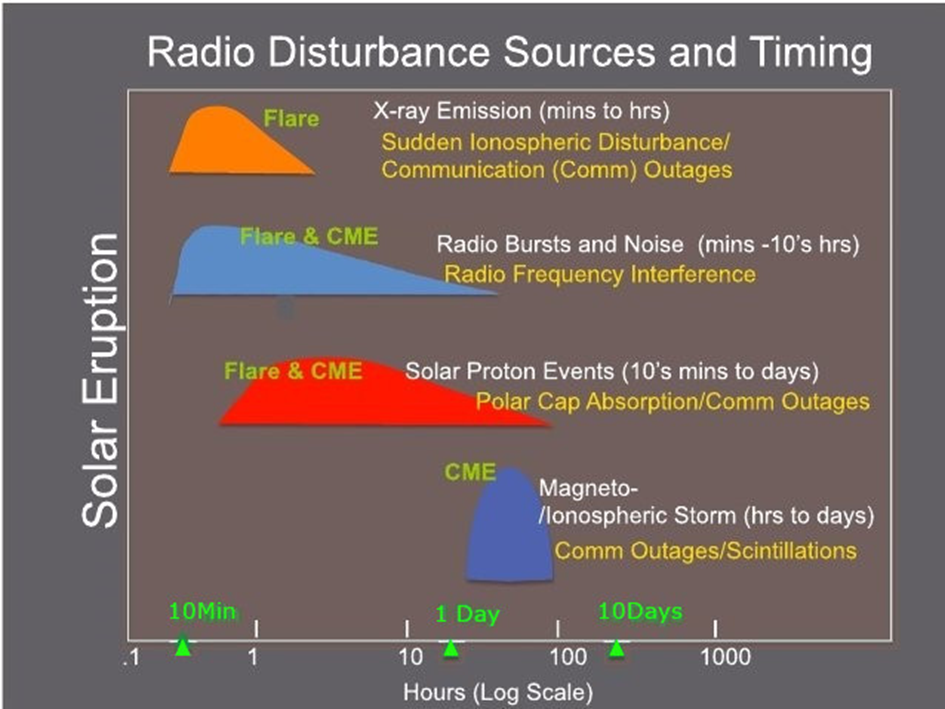 Radio Disturbance Sources and Timing
Flare
X-ray Emission (mins to hrs)
Sudden Ionospheric Disturbance/
Communication (Comm) Outages
Flare & CME
Radio Bursts and Noise (mins -10's hrs)
Radio Frequency Interference
Flare & CME
Solar Proton Events (10's mins to days)
Polar Cap Absorption/Comm Outages
CME
Magneto-
/Ionospheric Storm (hrs to days)
Comm Outages/Scintillations
Solar Eruption
10Min
1 Day
10Days
.1 1 10 100 1000
Hours (Log Scale)